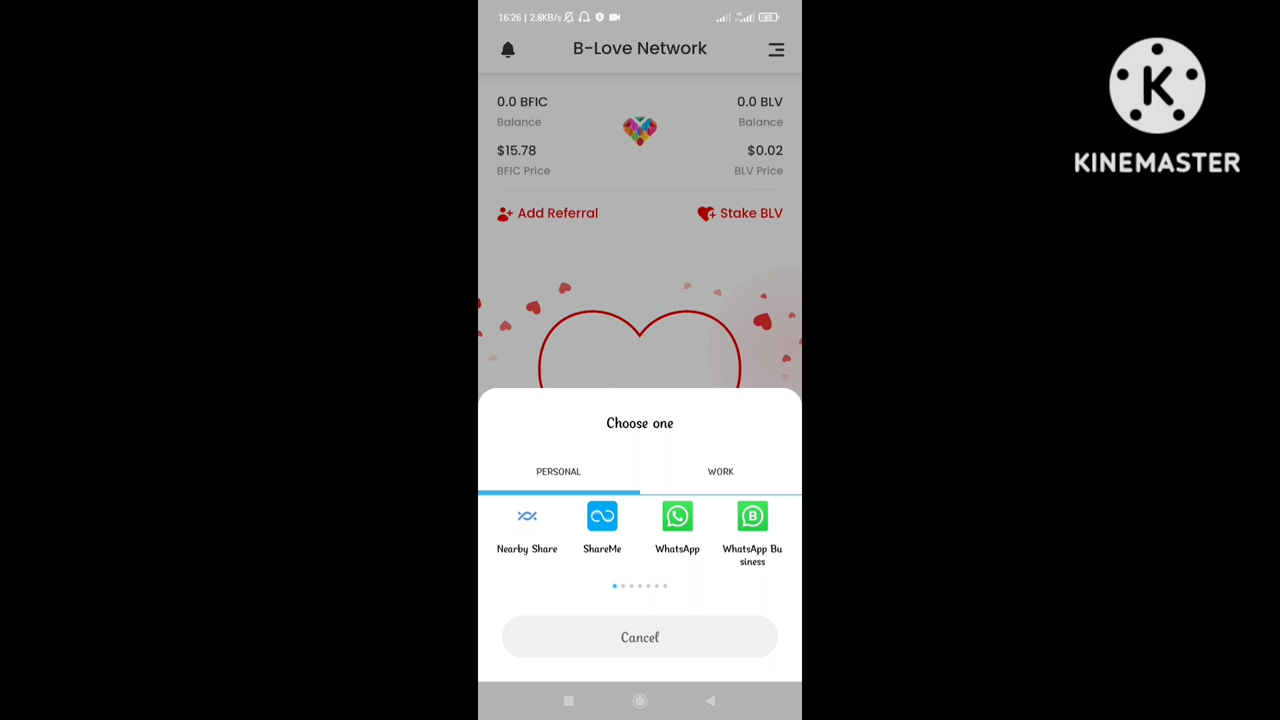 16:26 | 2.8KB/s
B-Love Network
0.0 BFIC
0.0 BLV
Balance
Balance
$15.78
$0.02
BFIC Price
BLV Price
Add Referral
Stake BLV
Choose one
PERSONAL
WORK
Nearby Share
ShareMe
WhatsApp
WhatsApp Bu
siness
Cancel
K
KINEMASTER